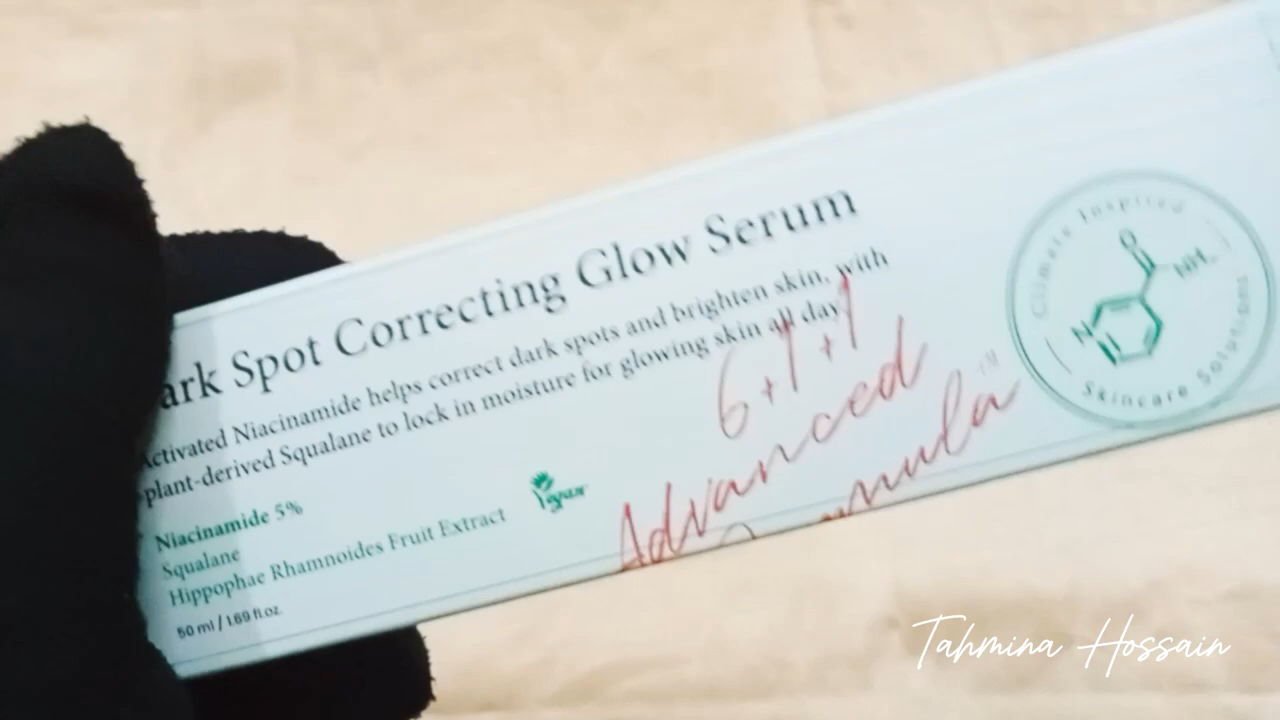 ark Spot Correcting Glow Serum
Activated Niacinamide helps correct dark spots and brighten skin, with
plant-derived Squalane to lock in moisture for glowing skin all day
Niacinamide 5%
Squalane
Hippophae Rhamnoides Fruit Extract
50 ml / 1.69 fl.oz.
Vegan
6+1+1
Advanced
Climate Inspired
Skincare Solutions
N
O
NH₂
Tahmina Hossain